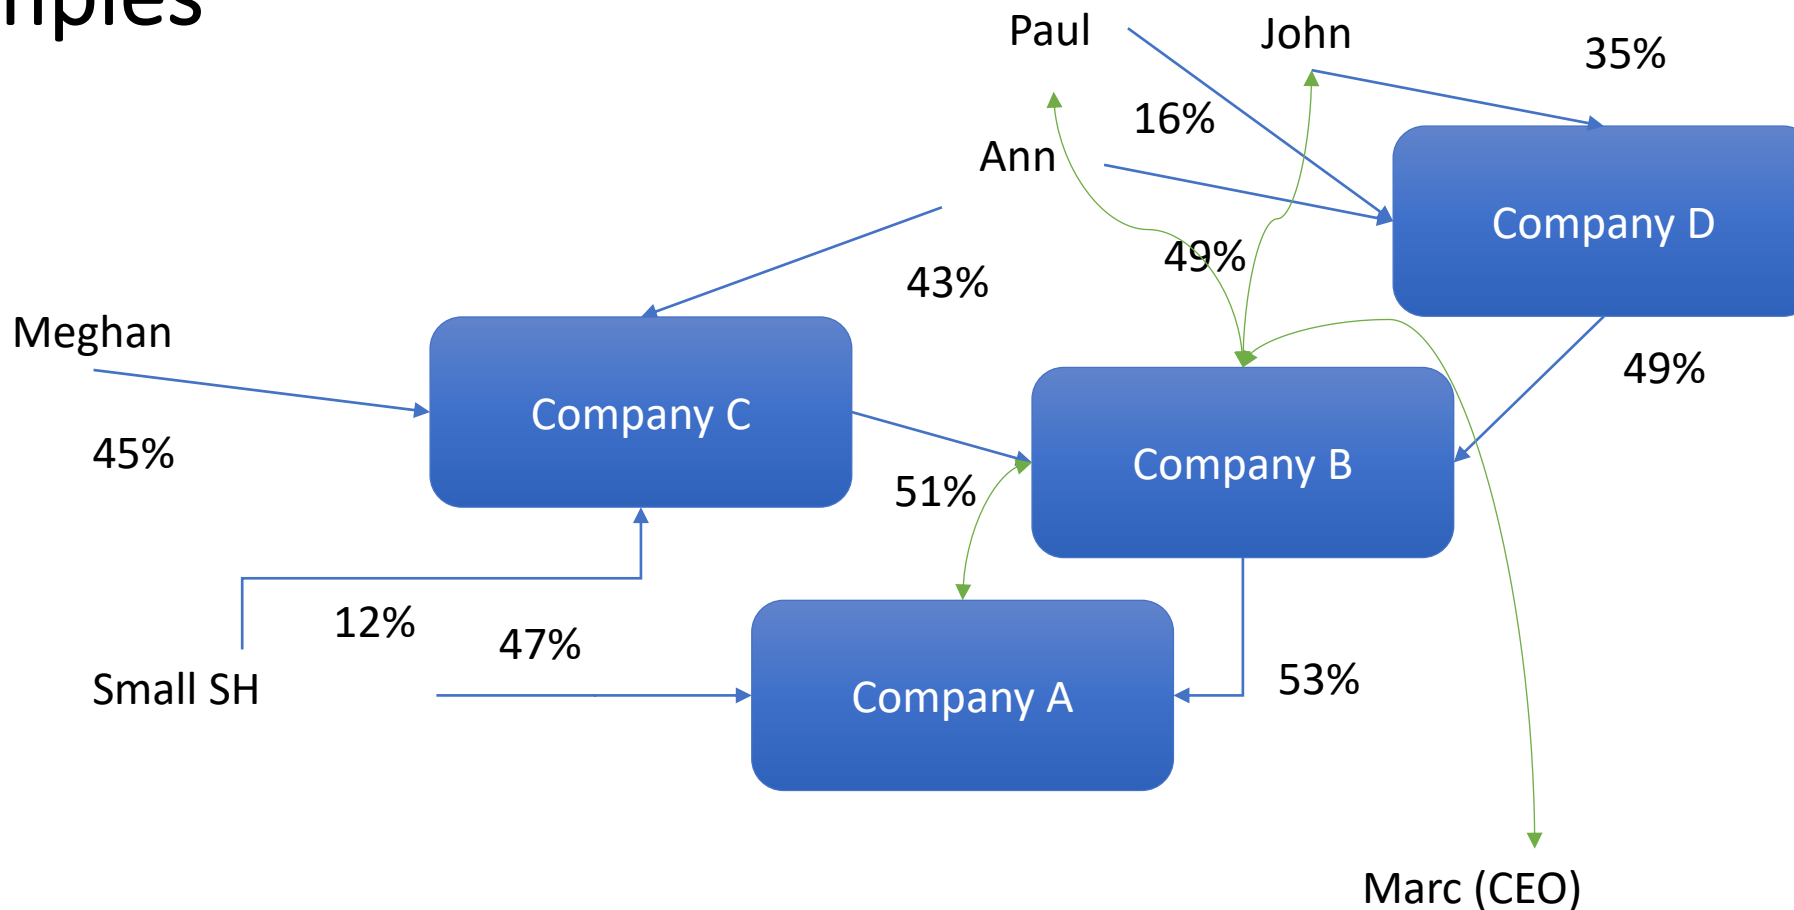 Paul
John
35%
16%
Ann
Company D
49%
43%
Meghan
49%
Company C
45%
Company B
51%
12%
47%
Small SH
Company A
53%
Marc (CEO)